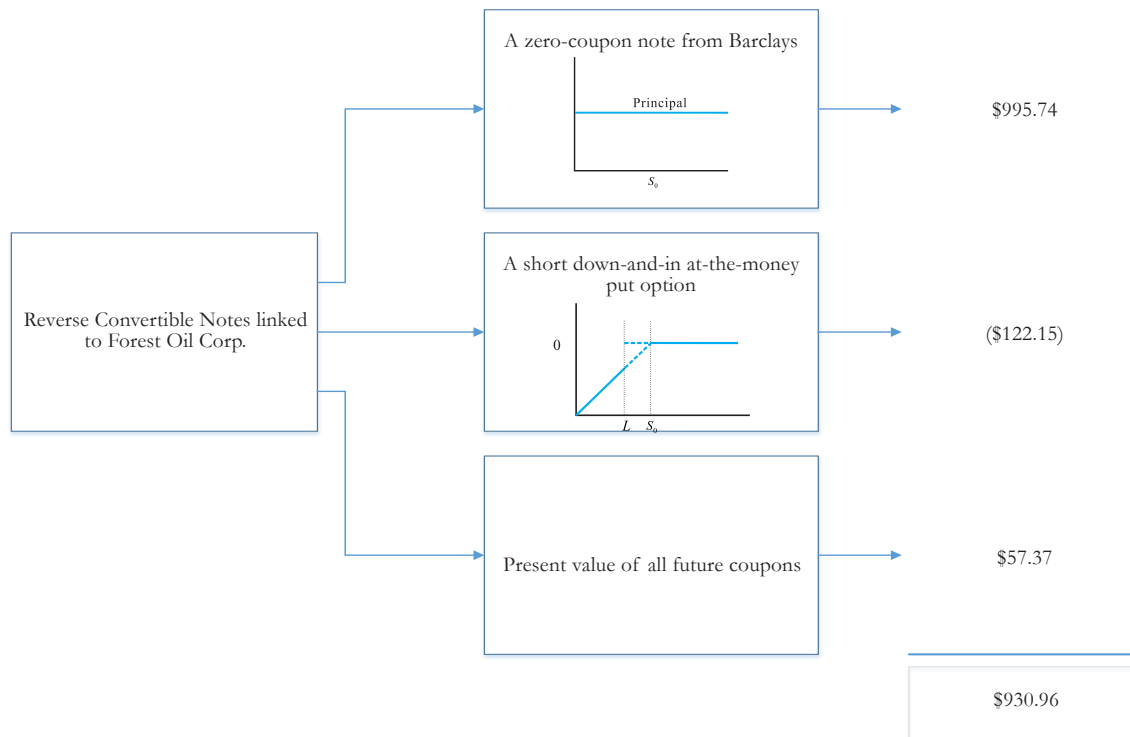 A zero-coupon note from Barclays
Principal
S₀
$995.74
Reverse Convertible Notes linked
to Forest Oil Corp.
A short down-and-in at-the-money
put option
0
L S₀
($122.15)
Present value of all future coupons
$57.37
$930.96